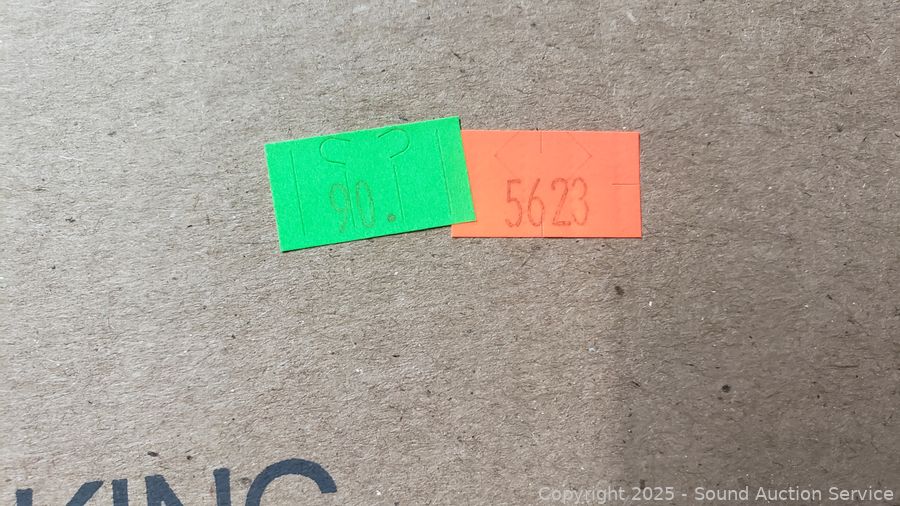 90.
5623
KING
Copyright 2025 - Sound Auction Service